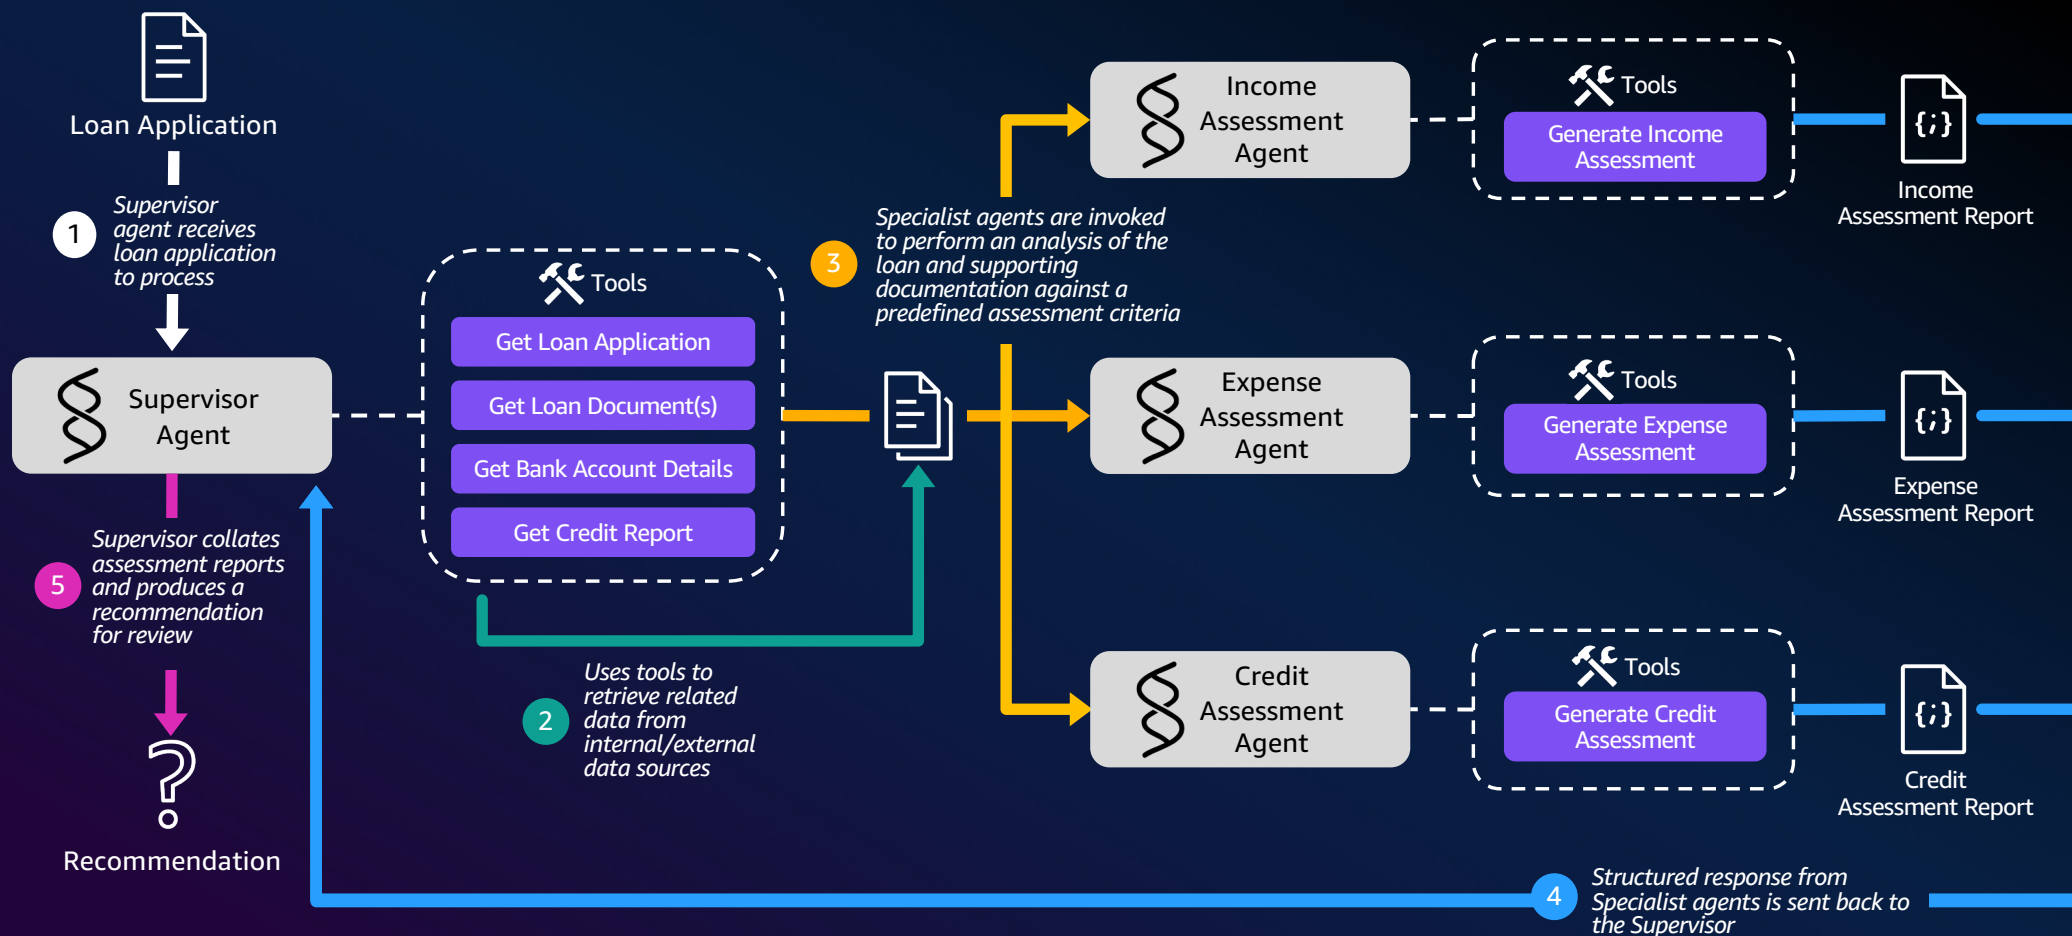 Loan Application
1
Supervisor
agent receives
loan application
to process
Supervisor
Agent
5
Supervisor collates
assessment reports
and produces a
recommendation
for review
Recommendation
Tools
Get Loan Application
Get Loan Document(s)
Get Bank Account Details
Get Credit Report
2
Uses tools to
retrieve related
data from
internal/external
data sources
3
Specialist agents are invoked
to perform an analysis of the
loan and supporting
documentation against a
predefined assessment criteria
Income
Assessment
Agent
Tools
Generate Income
Assessment
{;}
Income
Assessment Report
Expense
Assessment
Agent
Tools
Generate Expense
Assessment
{;}
Expense
Assessment Report
Credit
Assessment
Agent
Tools
Generate Credit
Assessment
{;}
Credit
Assessment Report
4
Structured response from
Specialist agents is sent back to
the Supervisor